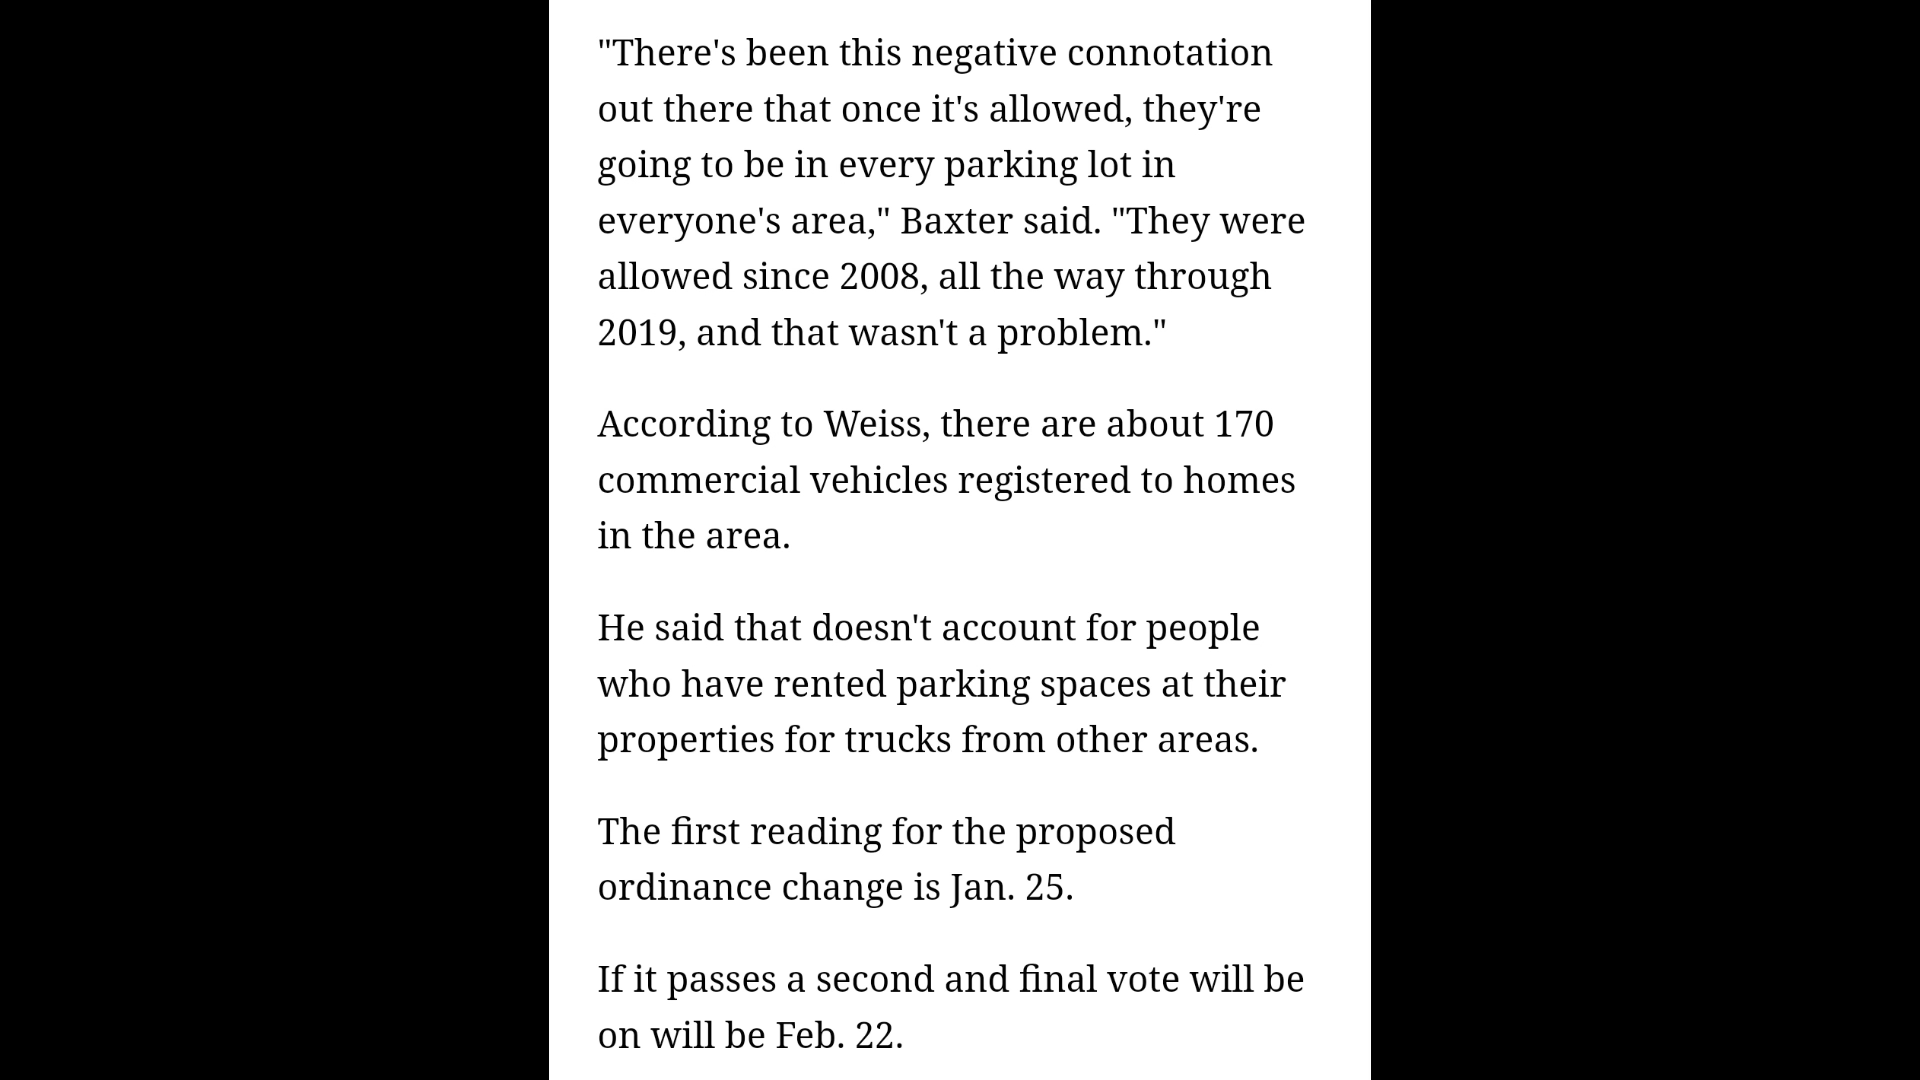 "There's been this negative connotation
out there that once it's allowed, they're
going to be in every parking lot in
everyone's area," Baxter said. "They were
allowed since 2008, all the way through
2019, and that wasn't a problem."
According to Weiss, there are about 170
commercial vehicles registered to homes
in the area.
He said that doesn't account for people
who have rented parking spaces at their
properties for trucks from other areas.
The first reading for the proposed
ordinance change is Jan. 25.
If it passes a second and final vote will be
on will be Feb. 22.